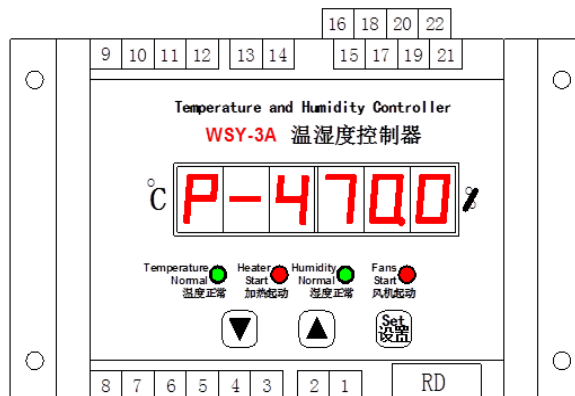 16 18 20 22
9 10 11 12 13 14 15 17 19 21
Temperature and Humidity Controller
WSY-3A 温湿度控制器
°C P-470.0 %
Temperature Normal 温度正常
Heater Start 加热起动
Humidity Normal 湿度正常
Fans Start 风机起动
▼ ▲ Set 设置
8 7 6 5 4 3 2 1 RD